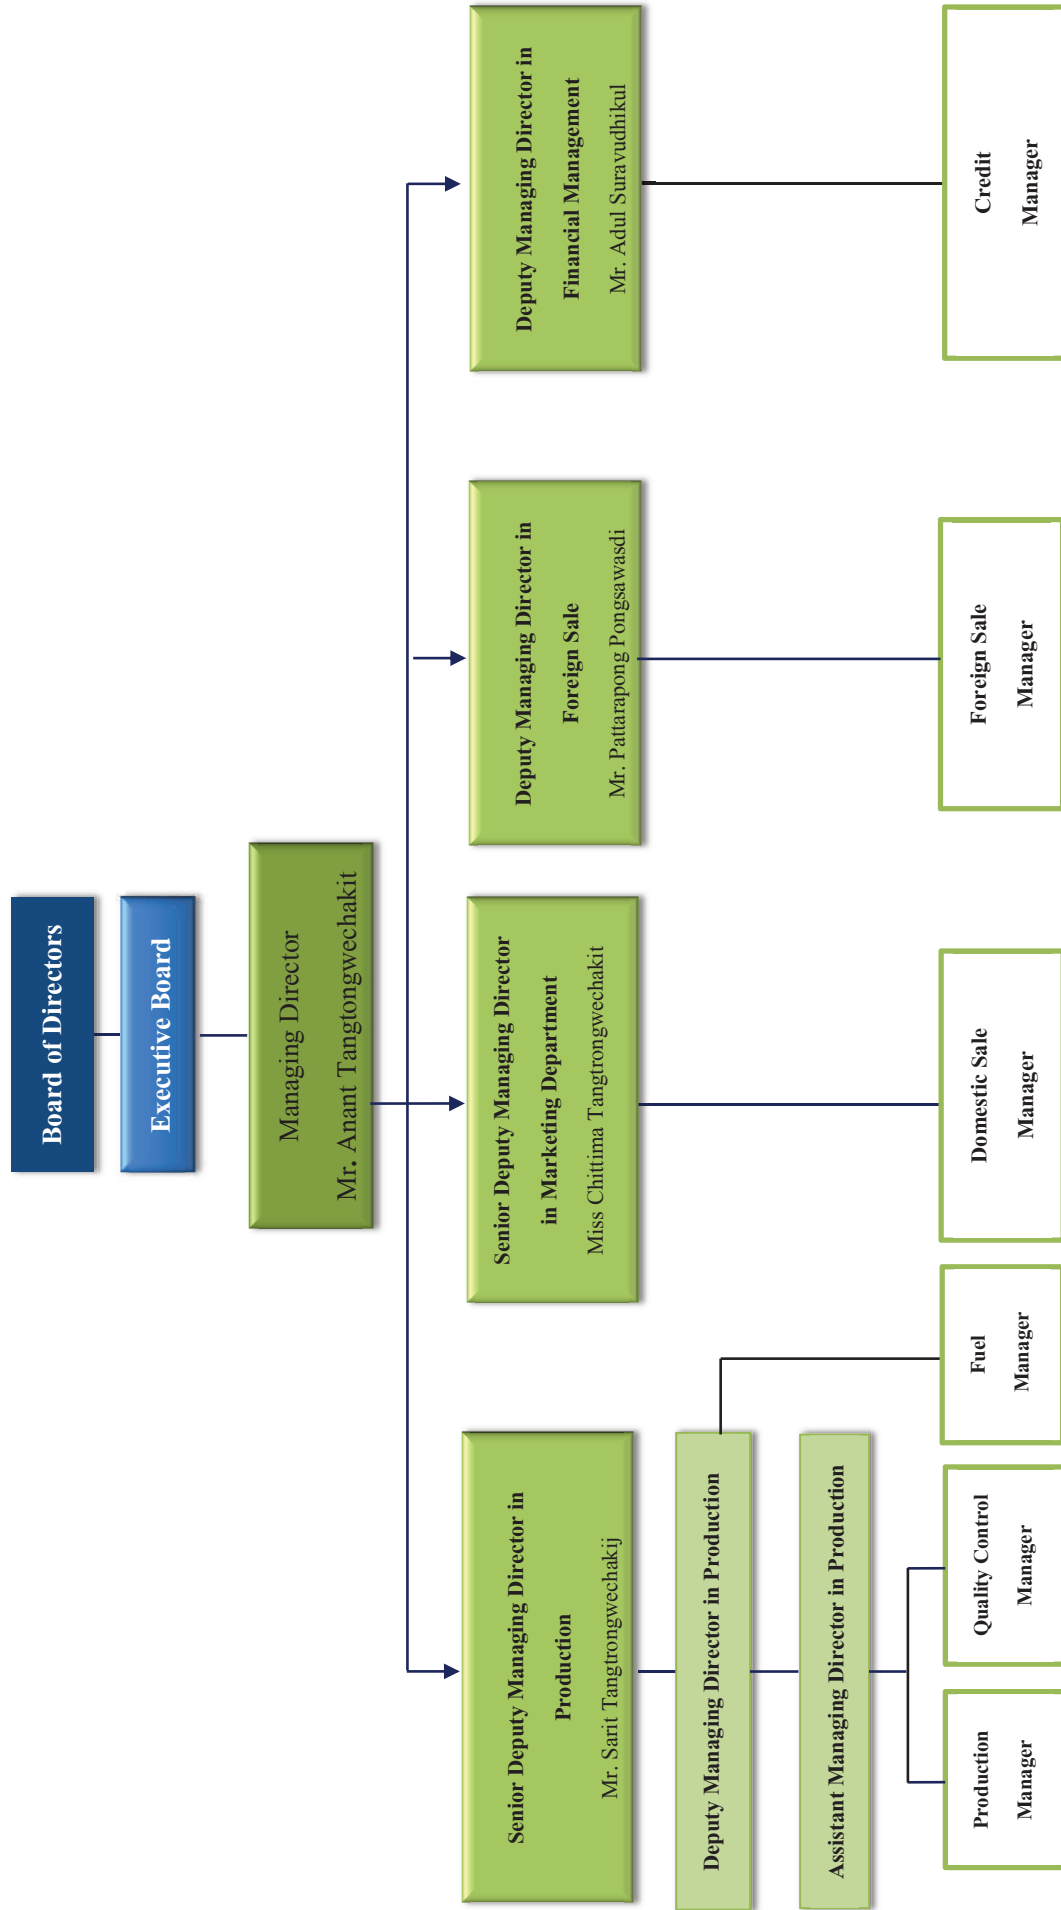 Board of Directors
Executive Board
Managing Director
Mr. Anant Tangtongwechakit
Senior Deputy Managing Director in
Production
Mr. Sarit Tangtrongwechakij
Senior Deputy Managing Director
in Marketing Department
Miss Chittima Tangtrongwechakit
Deputy Managing Director in
Foreign Sale
Mr. Pattarapong Pongsawasdi
Deputy Managing Director in
Financial Management
Mr. Adul Suravudhikul
Deputy Managing Director in Production
Assistant Managing Director in Production
Production
Manager
Quality Control
Manager
Fuel
Manager
Domestic Sale
Manager
Foreign Sale
Manager
Credit
Manager